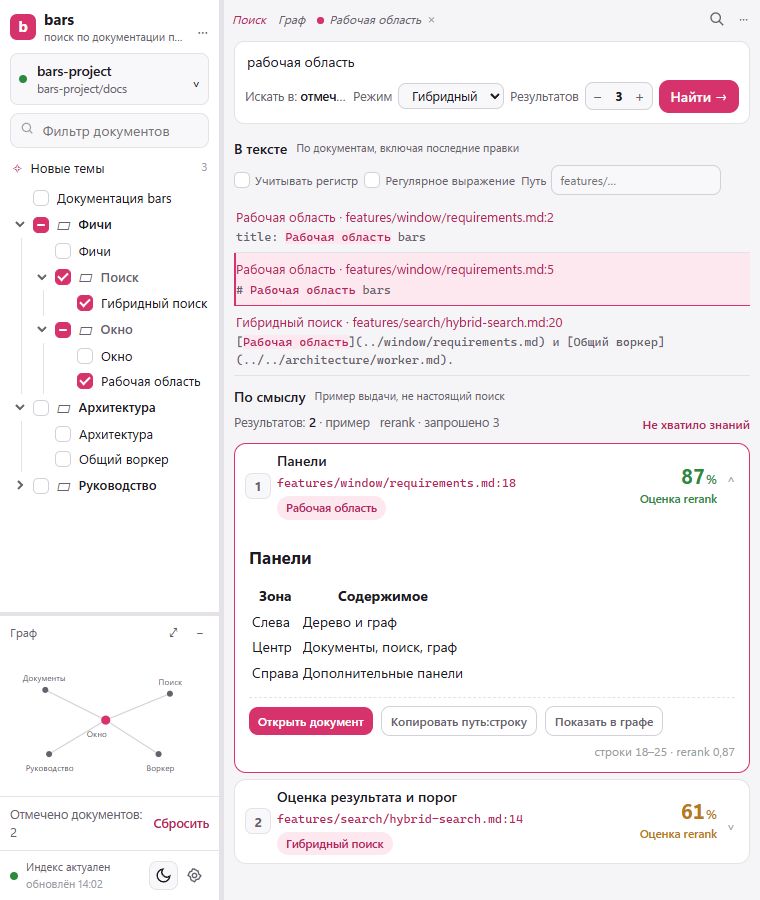 b bars
поиск по документации п... ...
bars-project
bars-project/docs
Фильтр документов
Новые темы 3
Документация bars
Фичи
Фичи
Поиск
Гибридный поиск
Окно
Окно
Рабочая область
Архитектура
Архитектура
Общий воркер
Руководство
Граф
Документы
Поиск
Окно
Руководство
Воркер
Отмечено документов:
2
Сбросить
Индекс актуален
обновлён 14:02
Поиск Граф Рабочая область × ...
рабочая область
Искать в: отмеч... Режим Гибридный Результатов − 3 + Найти →
В тексте По документам, включая последние правки
Учитывать регистр Регулярное выражение Путь features/...
Рабочая область · features/window/requirements.md:2
title: Рабочая область bars
Рабочая область · features/window/requirements.md:5
# Рабочая область bars
Гибридный поиск · features/search/hybrid-search.md:20
[Рабочая область](../window/requirements.md) и [Общий воркер]
(../../architecture/worker.md).
По смыслу Пример выдачи, не настоящий поиск
Результатов: 2 · пример rerank · запрошено 3 Не хватило знаний
1
Панели
features/window/requirements.md:18
Рабочая область
87%
Оценка rerank
Панели
Зона Содержимое
Слева Дерево и граф
Центр Документы, поиск, граф
Справа Дополнительные панели
Открыть документ Копировать путь:строку Показать в графе
строки 18–25 · rerank 0,87
2
Оценка результата и порог
features/search/hybrid-search.md:14
Гибридный поиск
61%
Оценка rerank